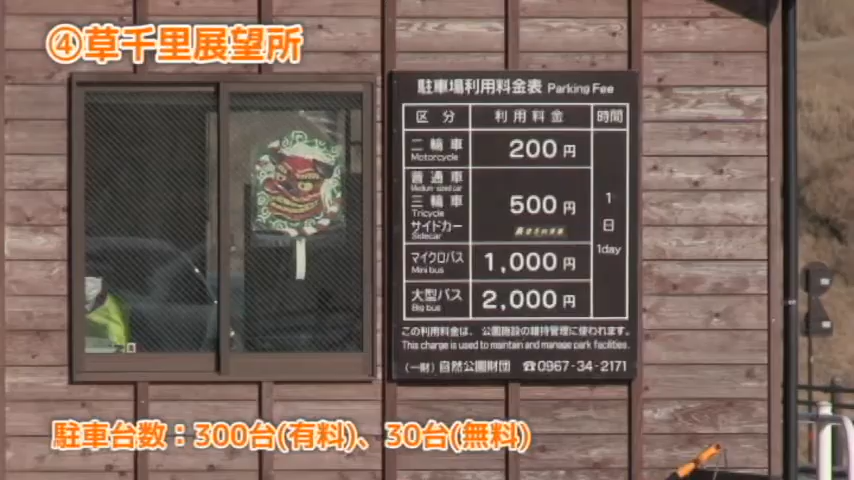 ④草千里展望所
駐車場利用料金表 Parking Fee
区分 利用料金 時間
二輪車 200円
Motorcycle
普通車
Medium-sized car
三輪車 500円
Tricycle
サイドカー
Sidecar
1日
1day
マイクロバス 1,000円
Mini bus
大型バス 2,000円
Big bus
この利用料金は、公園施設の維持管理に使われます。
This charge is used to maintain and manage park facilities.
(一財)自然公園財団 ☎0967-34-2171
駐車台数：300台(有料)、30台(無料)